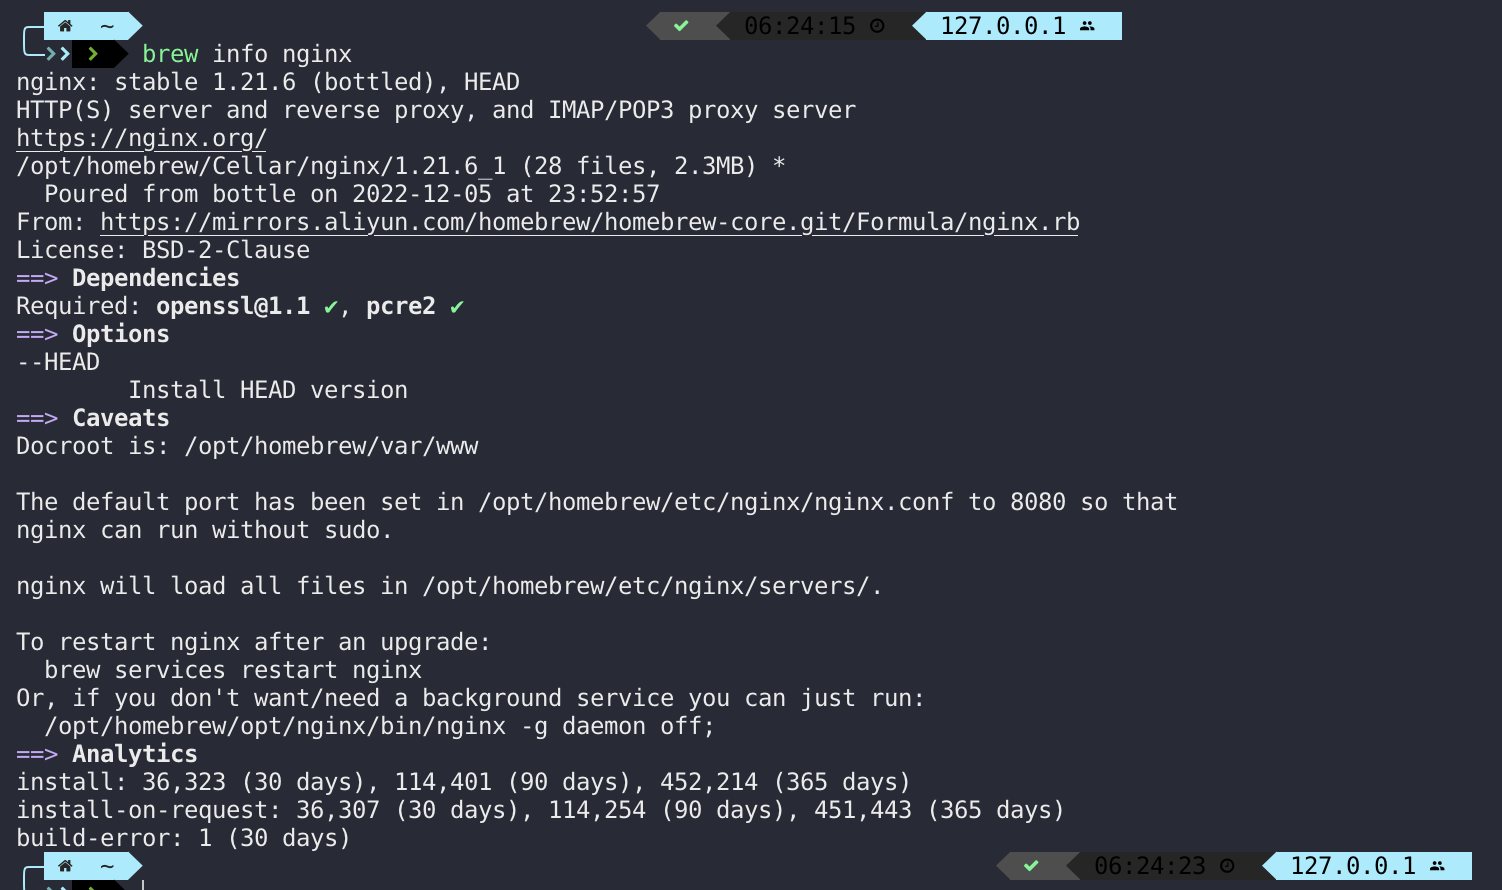 ~ ✔ 06:24:15 127.0.0.1
brew info nginx
nginx: stable 1.21.6 (bottled), HEAD
HTTP(S) server and reverse proxy, and IMAP/POP3 proxy server
https://nginx.org/
/opt/homebrew/Cellar/nginx/1.21.6_1 (28 files, 2.3MB) *
  Poured from bottle on 2022-12-05 at 23:52:57
From: https://mirrors.aliyun.com/homebrew/homebrew-core.git/Formula/nginx.rb
License: BSD-2-Clause
==> Dependencies
Required: openssl@1.1 ✔, pcre2 ✔
==> Options
--HEAD
        Install HEAD version
==> Caveats
Docroot is: /opt/homebrew/var/www

The default port has been set in /opt/homebrew/etc/nginx/nginx.conf to 8080 so that
nginx can run without sudo.

nginx will load all files in /opt/homebrew/etc/nginx/servers/.

To restart nginx after an upgrade:
  brew services restart nginx
Or, if you don't want/need a background service you can just run:
  /opt/homebrew/opt/nginx/bin/nginx -g daemon off;
==> Analytics
install: 36,323 (30 days), 114,401 (90 days), 452,214 (365 days)
install-on-request: 36,307 (30 days), 114,254 (90 days), 451,443 (365 days)
build-error: 1 (30 days)
~ ✔ 06:24:23 127.0.0.1